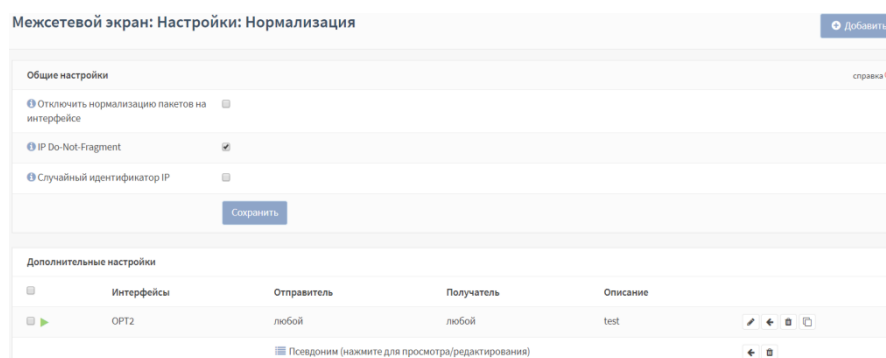 Межсетевой экран: Настройки: Нормализация
Добавить
Общие настройки
справка
Отключить нормализацию пакетов на
интерфейсе
IP Do-Not-Fragment
Случайный идентификатор IP
Сохранить
Дополнительные настройки
Интерфейсы Отправитель Получатель Описание
OPT2 любой любой test
Псевдоним (нажмите для просмотра/редактирования)